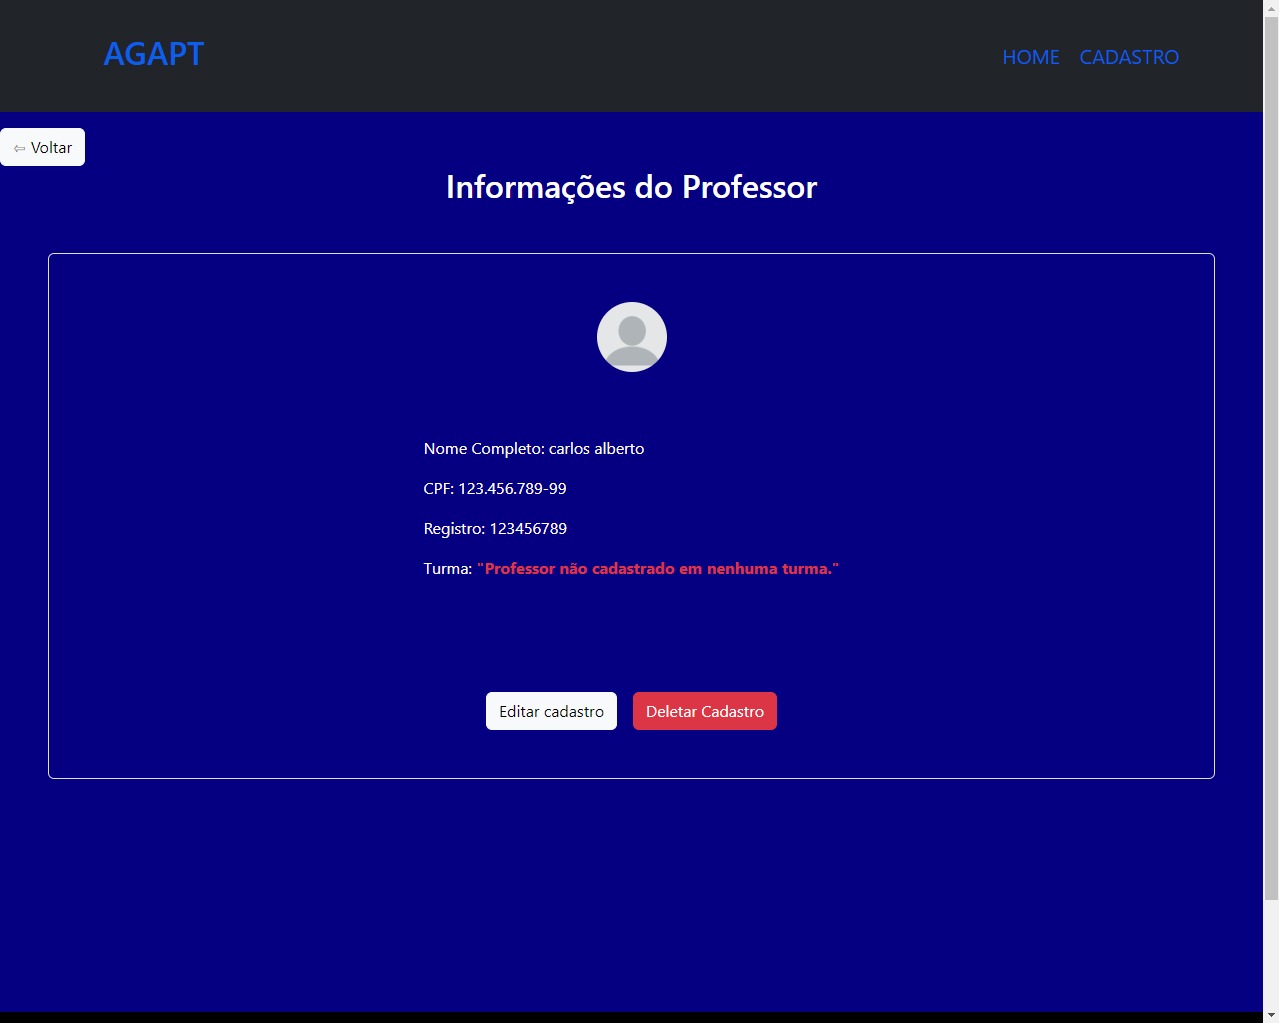 AGAPT
HOME CADASTRO
⇦ Voltar
Informações do Professor
Nome Completo: carlos alberto
CPF: 123.456.789-99
Registro: 123456789
Turma: "Professor não cadastrado em nenhuma turma."
Editar cadastro Deletar Cadastro